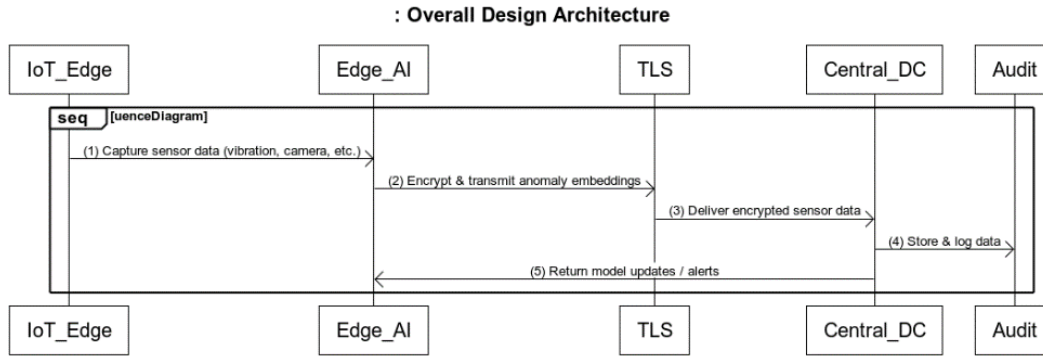 : Overall Design Architecture
IoT_Edge Edge_AI TLS Central_DC Audit
seq [uenceDiagram]
(1) Capture sensor data (vibration, camera, etc.)
(2) Encrypt & transmit anomaly embeddings
(3) Deliver encrypted sensor data
(4) Store & log data
(5) Return model updates / alerts
IoT_Edge Edge_AI TLS Central_DC Audit